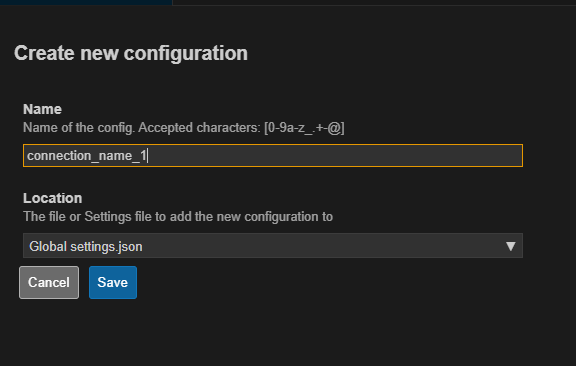 Create new configuration
Name
Name of the config. Accepted characters: [0-9a-z_.+-@]
connection_name_1
Location
The file or Settings file to add the new configuration to
Global settings.json
Cancel Save